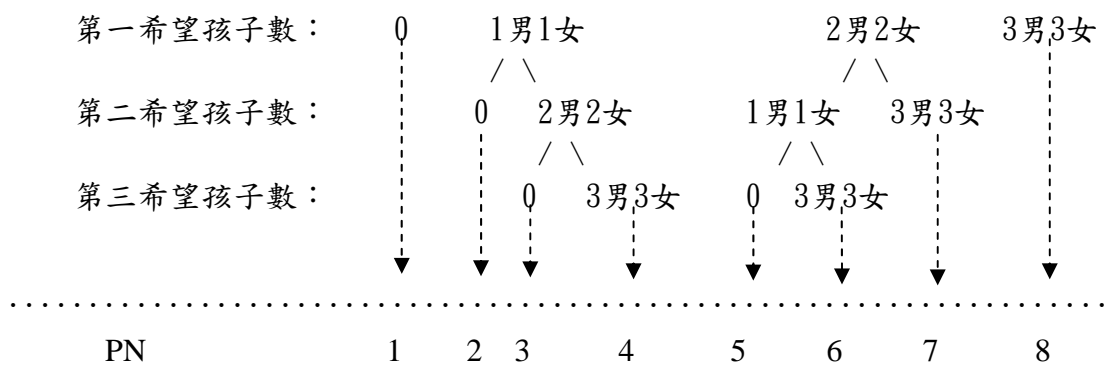 第一希望孩子數： 0 1男1女 2男2女 3男3女
第二希望孩子數： 0 2男2女 1男1女 3男3女
第三希望孩子數： 0 3男3女 0 3男3女
PN 1 2 3 4 5 6 7 8